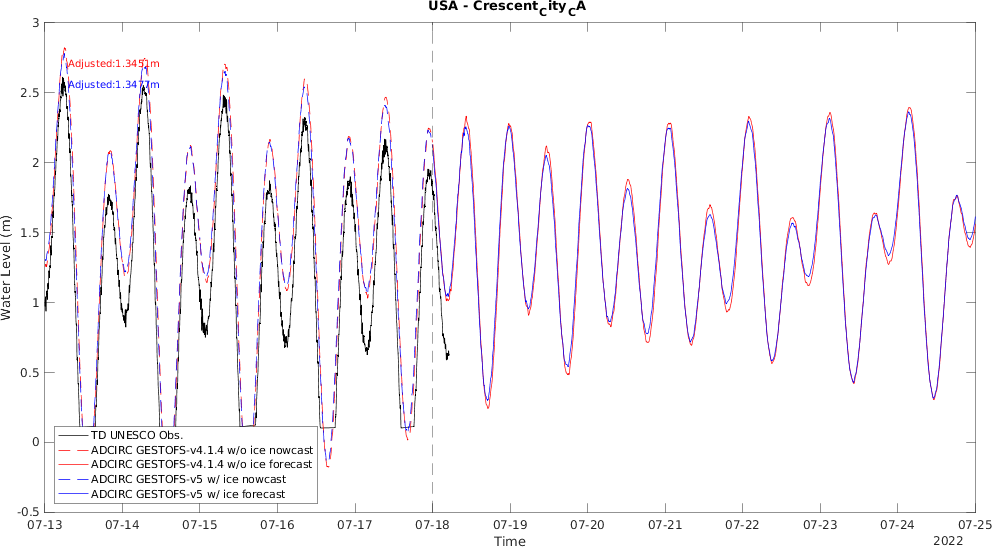 USA - Crescent_City_CA
3
2.5
2
1.5
1
0.5
0
-0.5
Water Level (m)
Adjusted:1.3451m
Adjusted:1.3477m
TD UNESCO Obs.
ADCIRC GESTOFS-v4.1.4 w/o ice nowcast
ADCIRC GESTOFS-v4.1.4 w/o ice forecast
ADCIRC GESTOFS-v5 w/ ice nowcast
ADCIRC GESTOFS-v5 w/ ice forecast
07-13 07-14 07-15 07-16 07-17 07-18 07-19 07-20 07-21 07-22 07-23 07-24 07-25
Time
2022